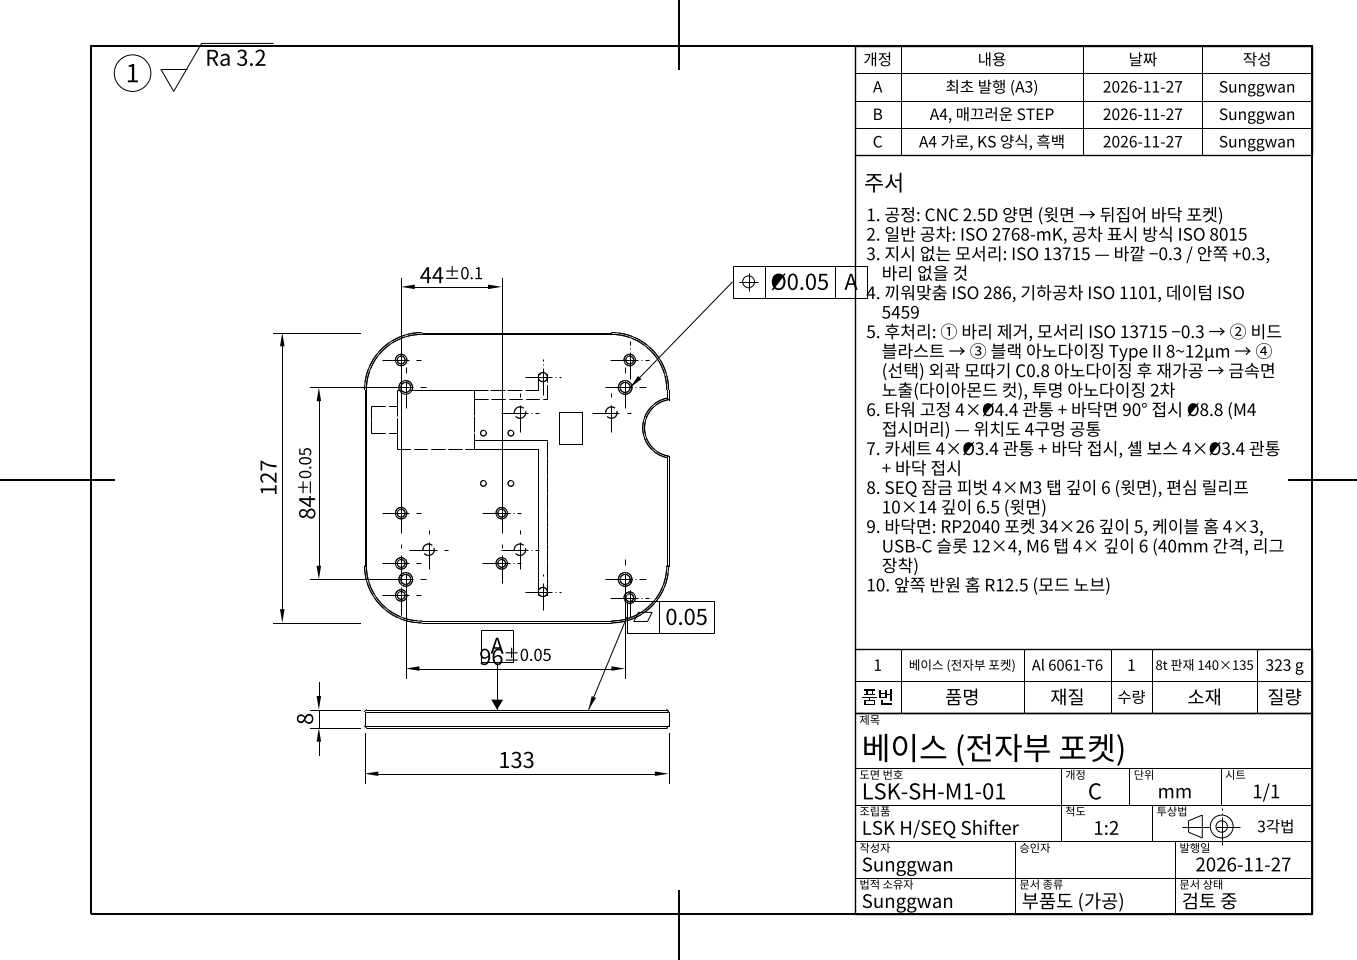 ① Ra 3.2
개정 내용 날짜 작성
A 최초 발행 (A3) 2026-11-27 Sunggwan
B A4, 매끄러운 STEP 2026-11-27 Sunggwan
C A4 가로, KS 양식, 흑백 2026-11-27 Sunggwan
주서
1. 공정: CNC 2.5D 양면 (윗면 → 뒤집어 바닥 포켓)
2. 일반 공차: ISO 2768-mK, 공차 표시 방식 ISO 8015
3. 지시 없는 모서리: ISO 13715 — 바깥 −0.3 / 안쪽 +0.3,
바리 없을 것
4. 끼워맞춤 ISO 286, 기하공차 ISO 1101, 데이텀 ISO
5459
5. 후처리: ① 바리 제거, 모서리 ISO 13715 −0.3 → ② 비드
블라스트 → ③ 블랙 아노다이징 Type II 8~12µm → ④
(선택) 외곽 모따기 C0.8 아노다이징 후 재가공 → 금속면
노출(다이아몬드 컷), 투명 아노다이징 2차
6. 타워 고정 4×Ø4.4 관통 + 바닥면 90° 접시 Ø8.8 (M4
접시머리) — 위치도 4구멍 공통
7. 카세트 4×Ø3.4 관통 + 바닥 접시, 셸 보스 4×Ø3.4 관통
+ 바닥 접시
8. SEQ 잠금 피벗 4×M3 탭 깊이 6 (윗면), 편심 릴리프
10×14 깊이 6.5 (윗면)
9. 바닥면: RP2040 포켓 34×26 깊이 5, 케이블 홈 4×3,
USB-C 슬롯 12×4, M6 탭 4× 깊이 6 (40mm 간격, 리그
장착)
10. 앞쪽 반원 홈 R12.5 (모드 노브)
44±0.1
Ø0.05 A
127
84±0.05
0.05
A
96±0.05
8
133
1 베이스 (전자부 포켓) Al 6061-T6 1 8t 판재 140×135 323 g
품번 품명 재질 수량 소재 질량
제목
베이스 (전자부 포켓)
도면 번호 개정 단위 시트
LSK-SH-M1-01 C mm 1/1
조립품 척도 투상법
LSK H/SEQ Shifter 1:2 3각법
작성자 승인자 발행일
Sunggwan 2026-11-27
법적 소유자 문서 종류 문서 상태
Sunggwan 부품도 (가공) 검토 중